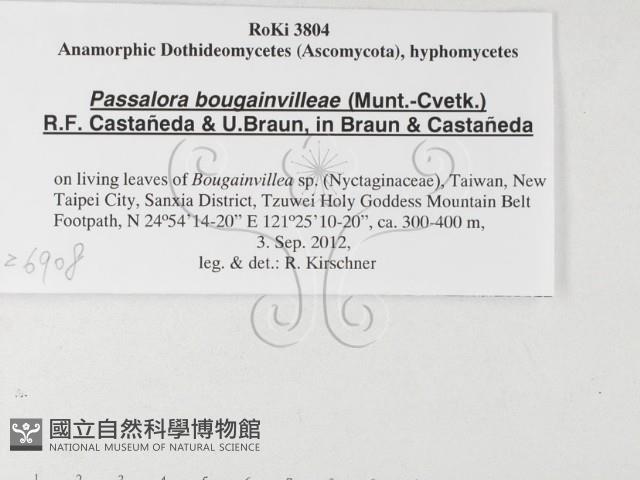 RoKi 3804
Anamorphic Dothideomycetes (Ascomycota), hyphomycetes
Passalora bougainvilleae (Munt.-Cvetk.)
R.F. Castañeda & U.Braun, in Braun & Castañeda
on living leaves of Bougainvillea sp. (Nyctaginaceae), Taiwan, New
Taipei City, Sanxia District, Tzuwei Holy Goddess Mountain Belt
Footpath, N 24º54’14-20” E 121º25’10-20”, ca. 300-400 m,
3. Sep. 2012,
leg. & det.: R. Kirschner
26908
國立自然科學博物館
NATIONAL MUSEUM OF NATURAL SCIENCE